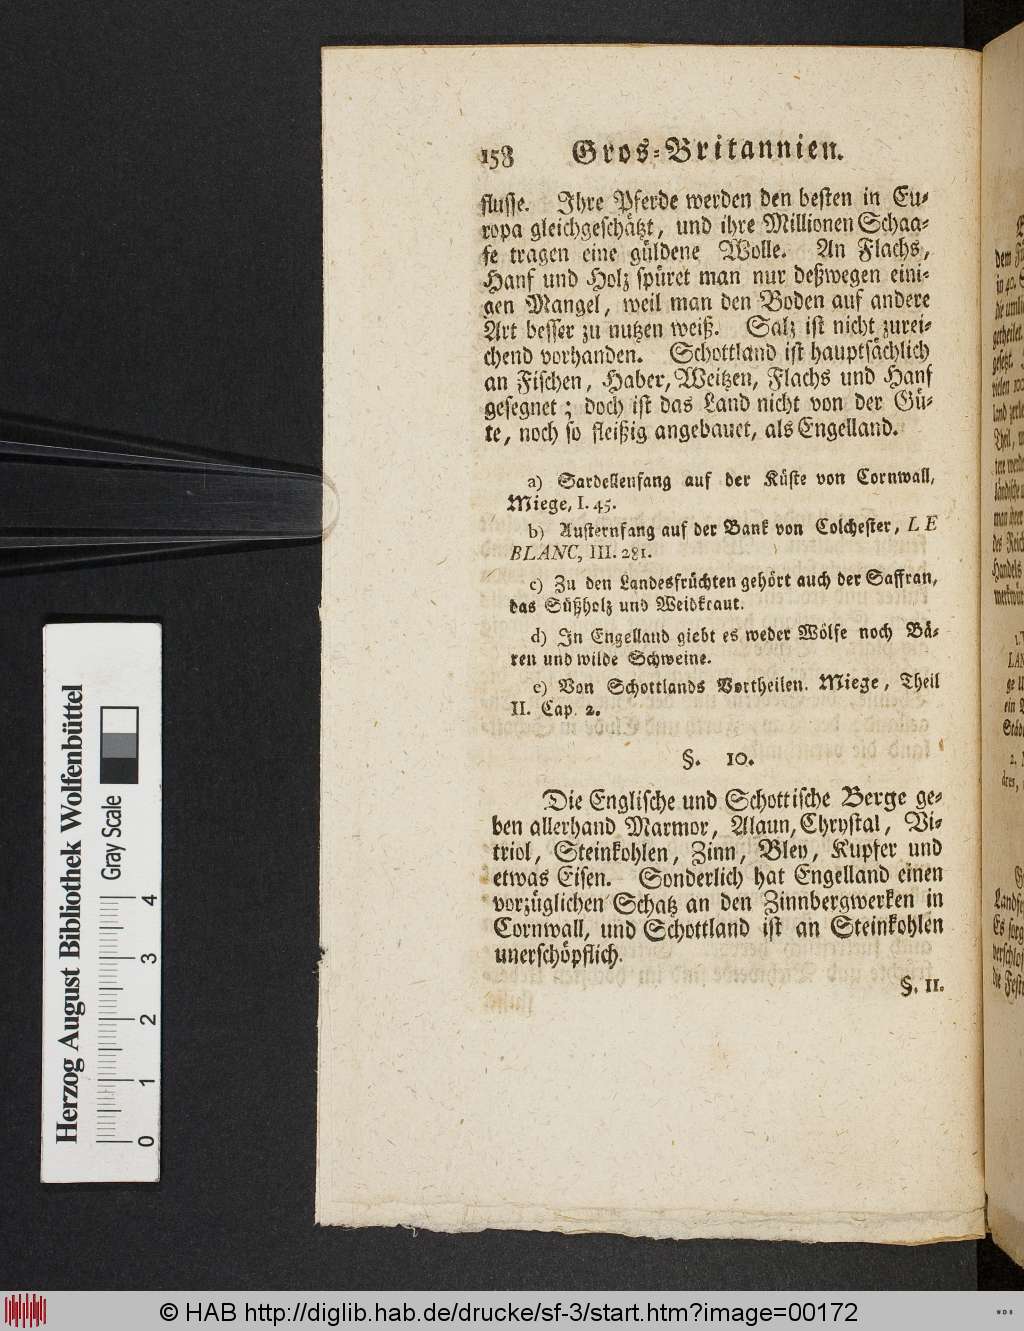 158 Gros-Britannien.
flusse. Ihre Pferde werden den besten in Eu-
ropa gleichgeschätzt, und ihre Millionen Schaa-
fe tragen eine güldene Wolle. An Flachs,
Hanf und Holz spüret man nur deßwegen eini-
gen Mangel, weil man den Boden auf andere
Art besser zu nutzen weiß. Salz ist nicht zurei-
chend vorhanden. Schottland ist hauptsächlich
an Fischen, Haber, Weitzen, Flachs und Hanf
gesegnet; doch ist das Land nicht von der Gü-
te, noch so fleißig angebauet, als Engelland.
a) Sardellenfang auf der Küste von Cornwall,
Miege, I. 45.
b) Austernfang auf der Bank von Colchester, LE
BLANC, III. 281.
c) Zu den Landesfrüchten gehört auch der Saffran,
das Süßholz und Weidkraut.
d) In Engelland giebt es weder Wölfe noch Bä-
ren und wilde Schweine.
e) Von Schottlands Vortheilen. Miege, Theil
II. Cap. 2.
§. 10.
Die Englische und Schottische Berge ge-
ben allerhand Marmor, Alaun, Chrystal, Vi-
triol, Steinkohlen, Zinn, Bley, Kupfer und
etwas Eisen. Sonderlich hat Engelland einen
vorzüglichen Schatz an den Zinnbergwerken in
Cornwall, und Schottland ist an Steinkohlen
unerschöpflich.
§. 11.
Herzog August Bibliothek Wolfenbüttel
Gray Scale
0 1 2 3 4
© HAB http://diglib.hab.de/drucke/sf-3/start.htm?image=00172